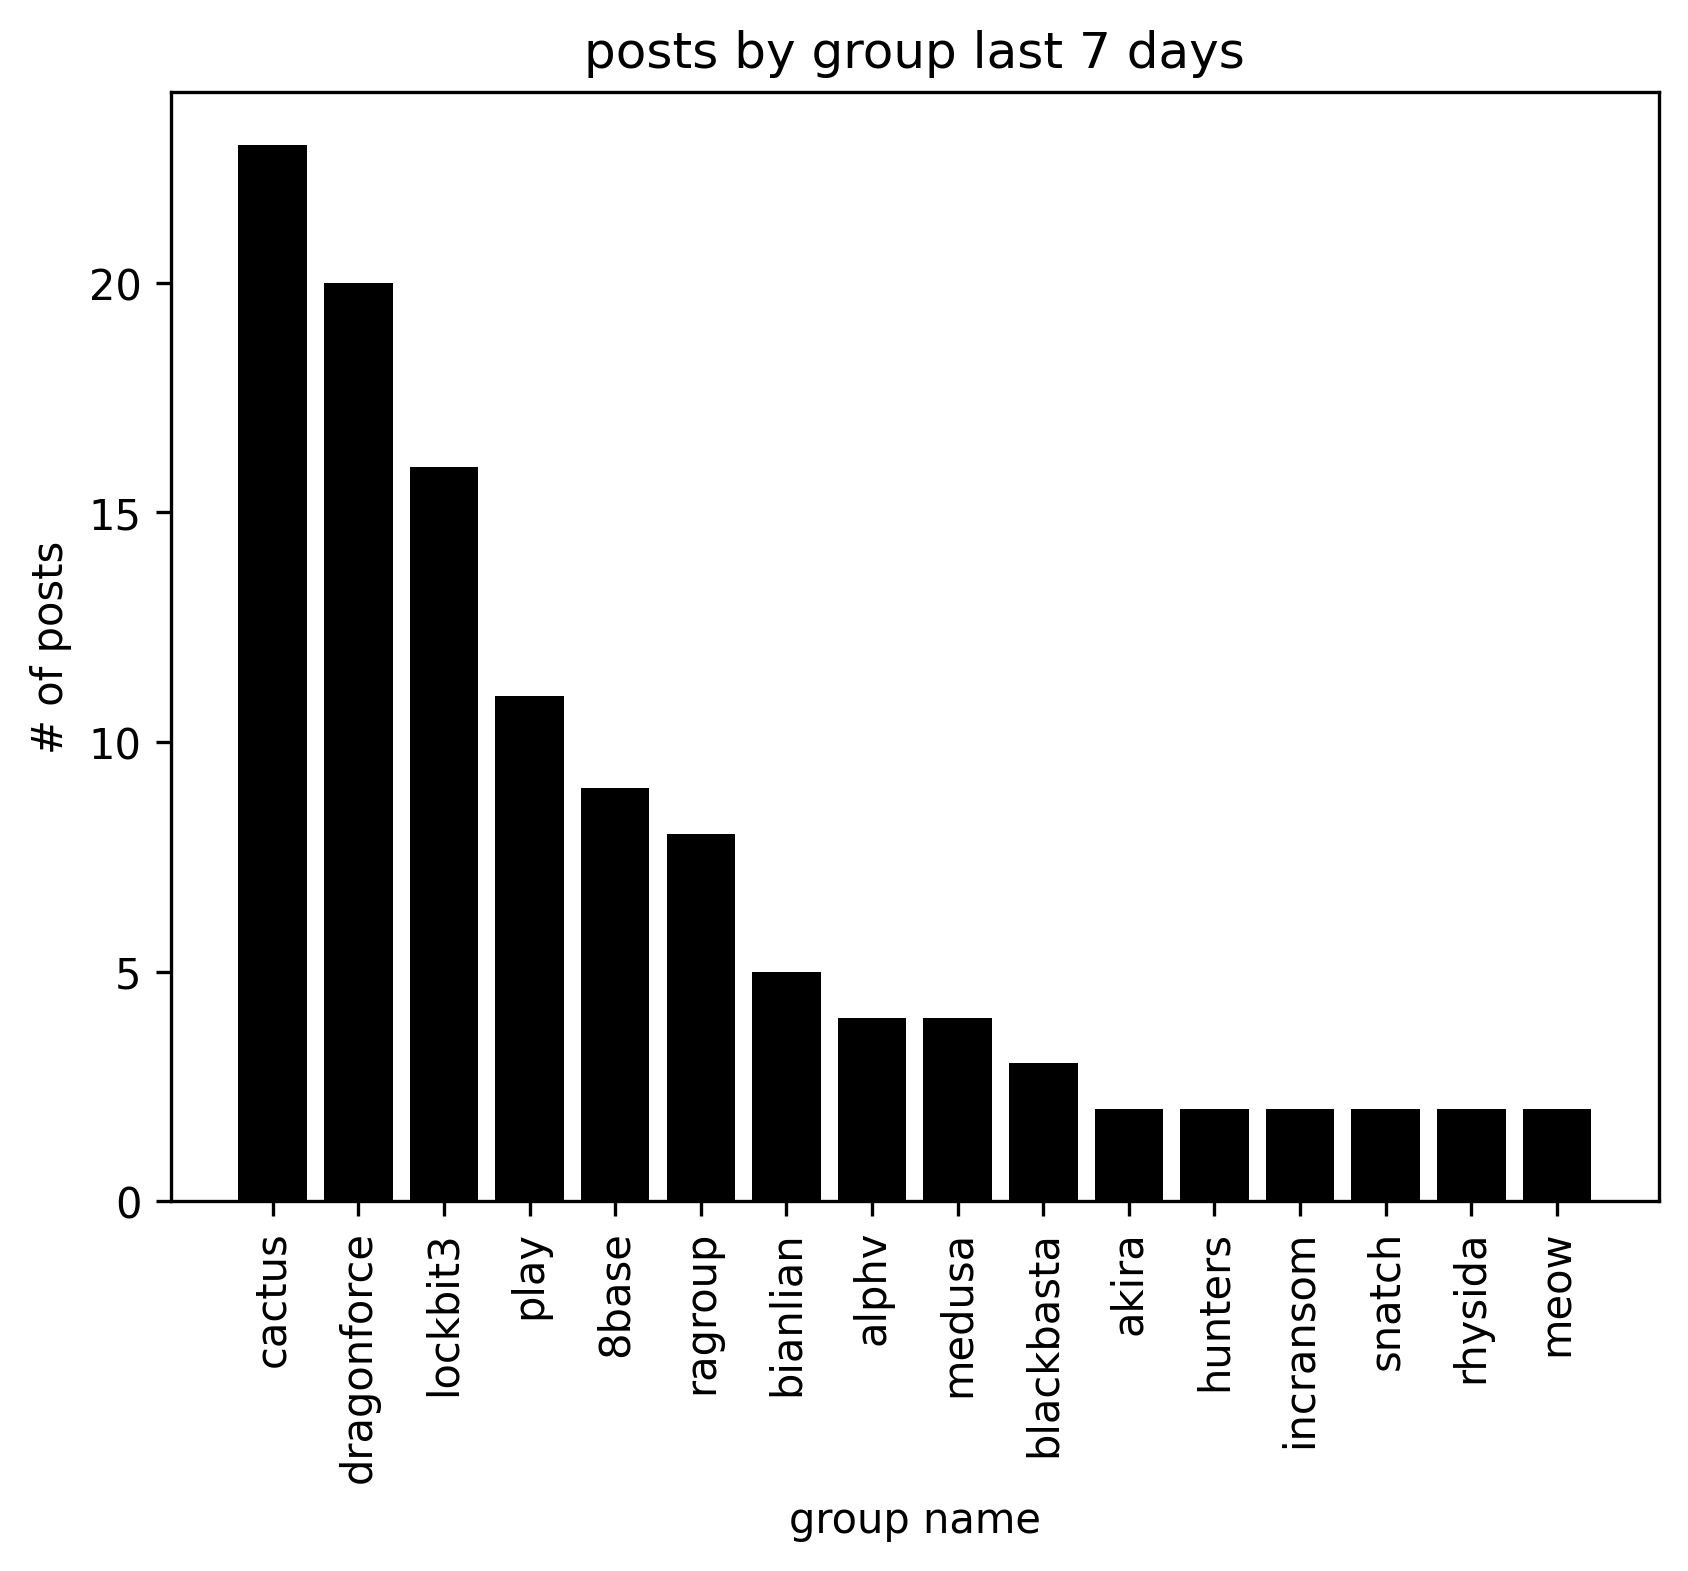 posts by group last 7 days
# of posts
20
15
10
5
0
cactus
dragonforce
lockbit3
play
8base
ragroup
bianlian
alphv
medusa
blackbasta
akira
hunters
incransom
snatch
rhysida
meow
group name